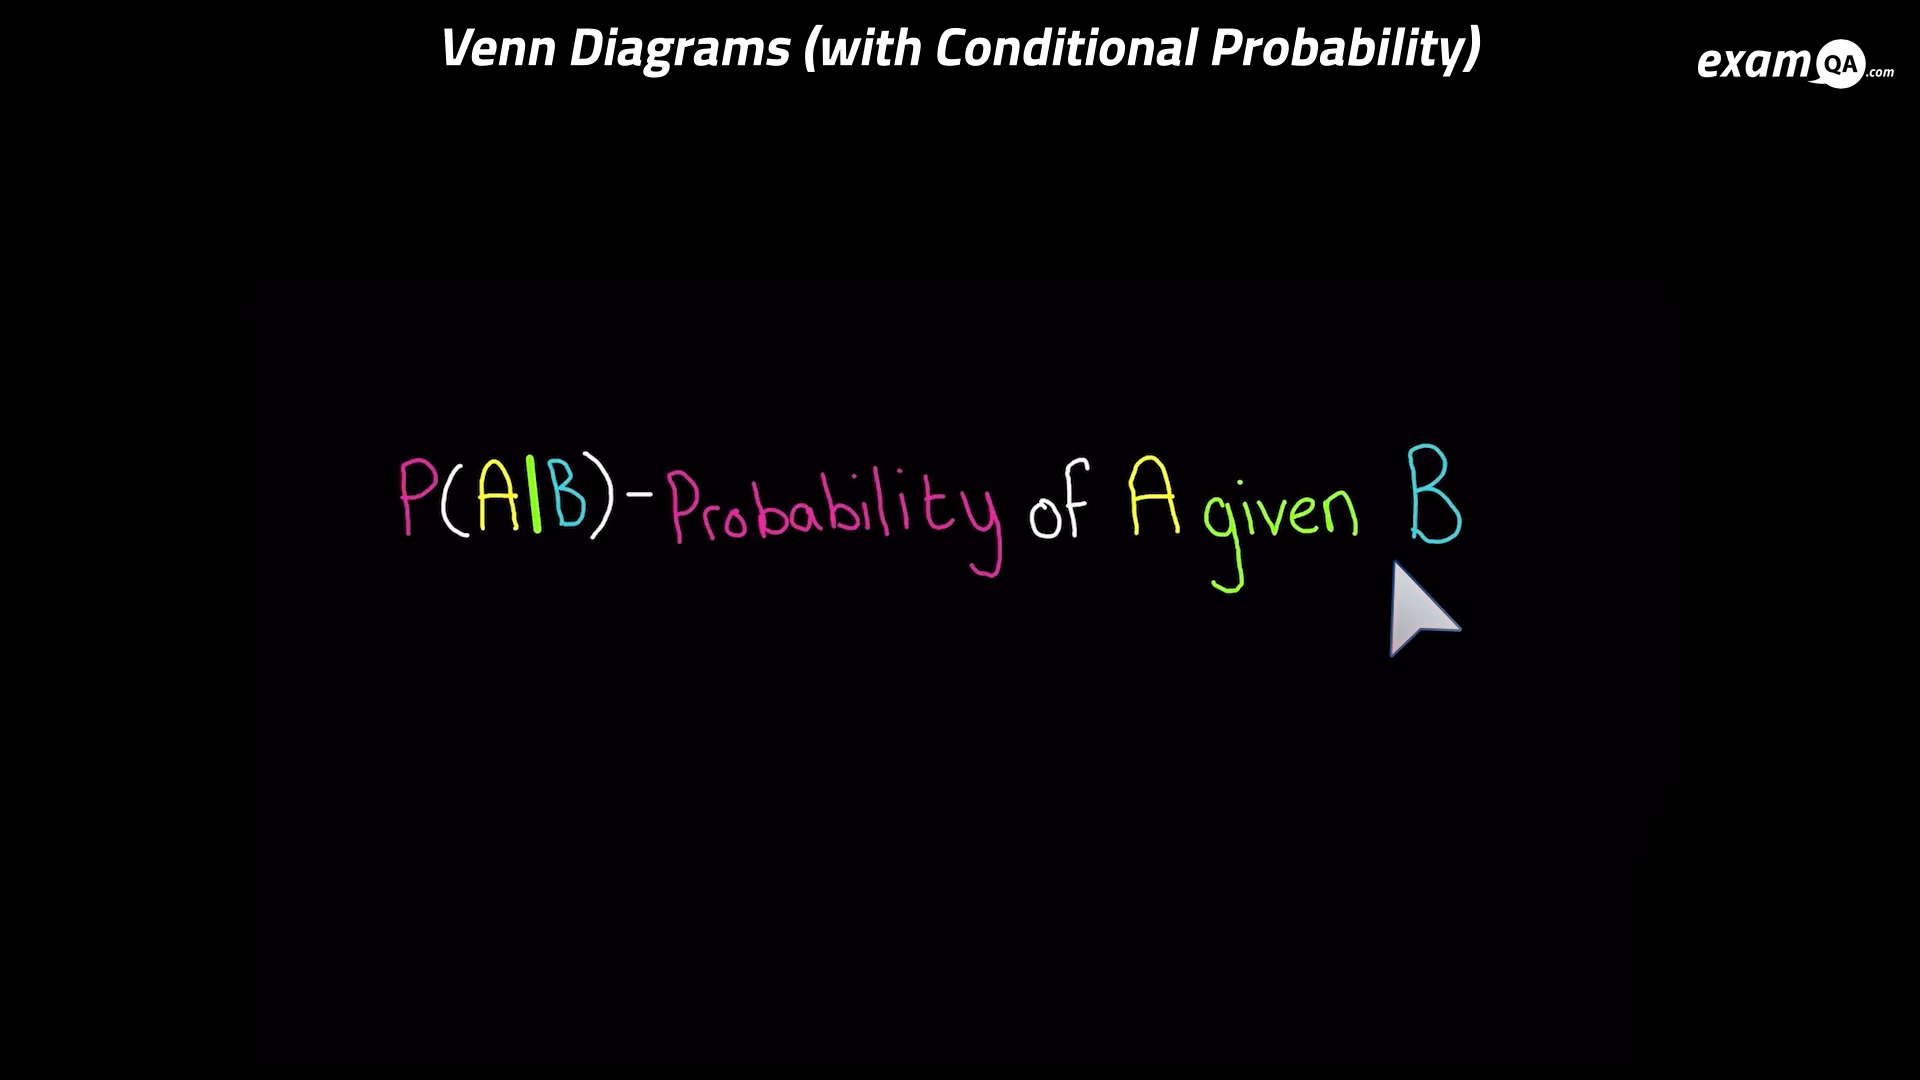 Venn Diagrams (with Conditional Probability)
examQA.com
P(A|B) - Probability of A given B